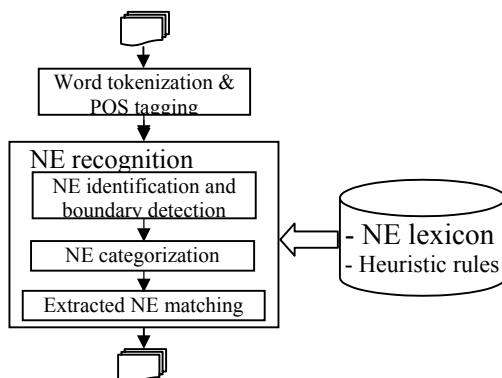 Word tokenization &
POS tagging
NE recognition
NE identification and
boundary detection
NE categorization
Extracted NE matching
- NE lexicon
- Heuristic rules